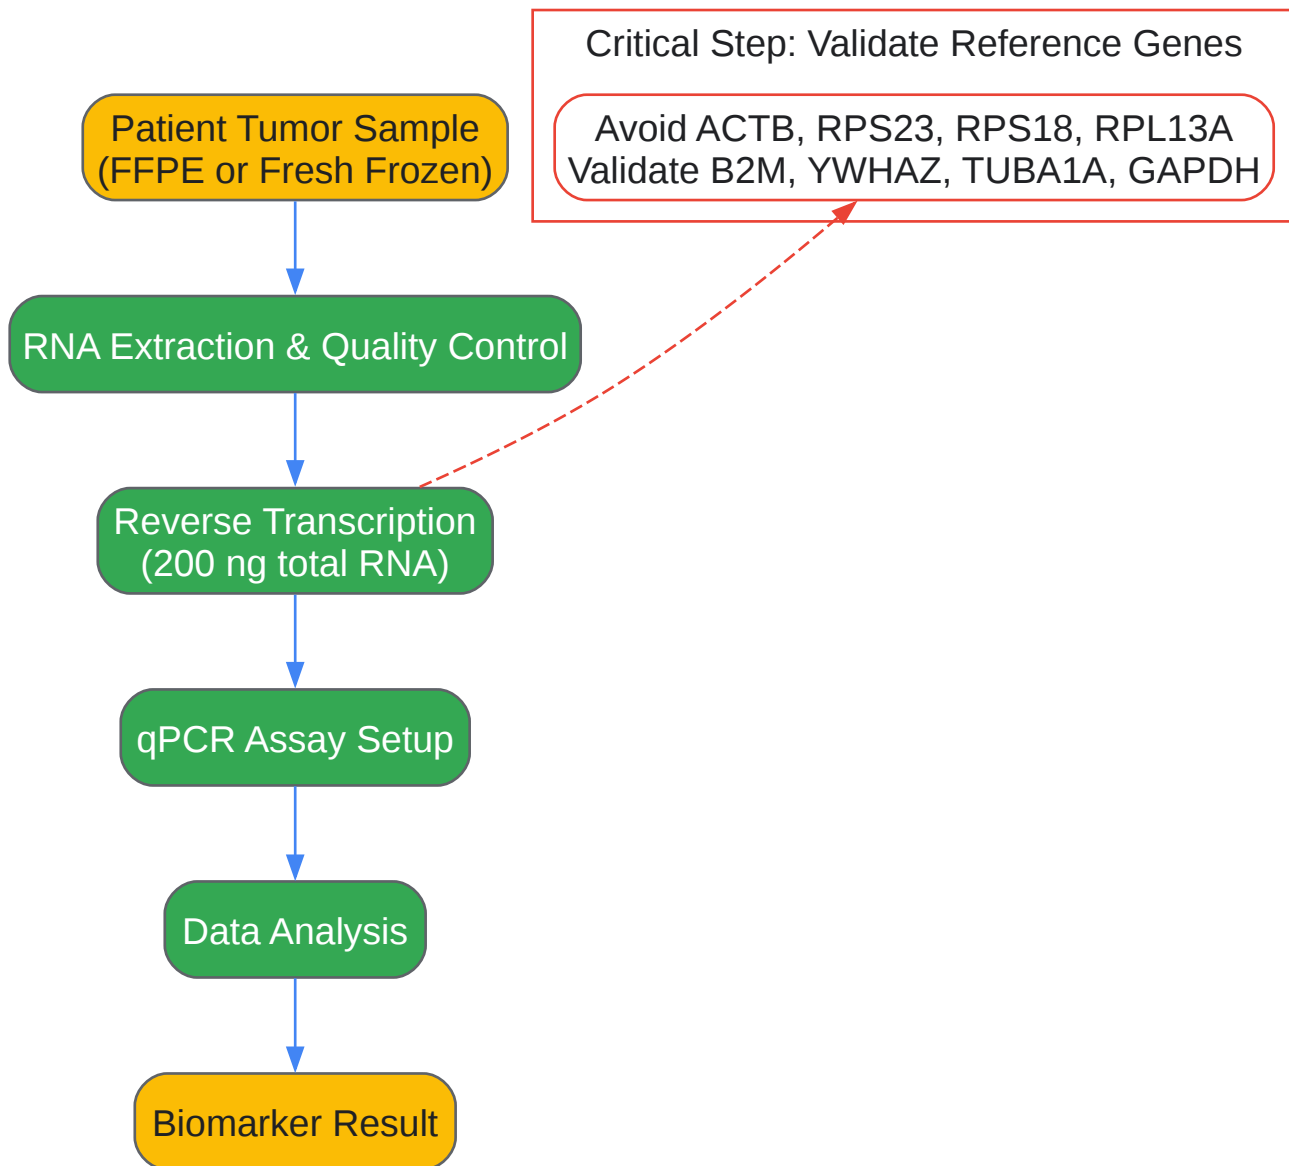 Critical Step: Validate Reference Genes
Patient Tumor Sample
(FFPE or Fresh Frozen)
Avoid ACTB, RPS23, RPS18, RPL13A
Validate B2M, YWHAZ, TUBA1A, GAPDH
RNA Extraction & Quality Control
Reverse Transcription
(200 ng total RNA)
qPCR Assay Setup
Data Analysis
Biomarker Result